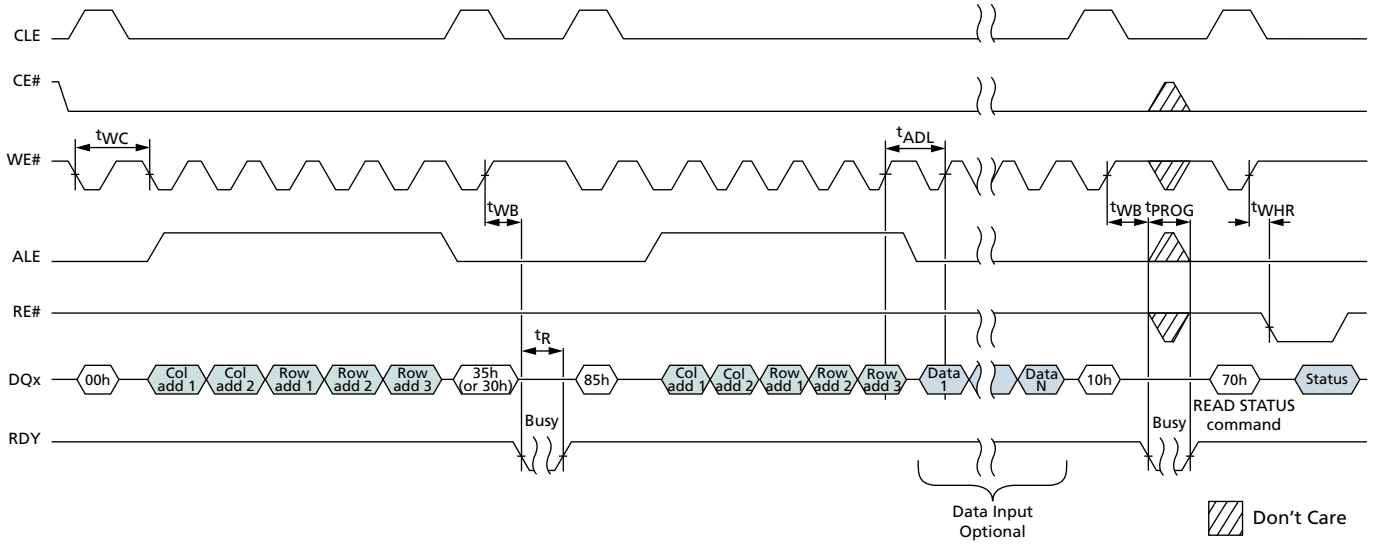 CLE
CE#
tWC
tADL
WE#
tWB
tWB
tPROG
tWHR
ALE
RE#
tR
DQx
00h
Col add 1
Col add 2
Row add 1
Row add 2
Row add 3
35h (or 30h)
85h
Col add 1
Col add 2
Row add 1
Row add 2
Row add 3
Data 1
Data N
10h
70h
Status
READ STATUS
command
RDY
Busy
Busy
Data Input
Optional
Don't Care